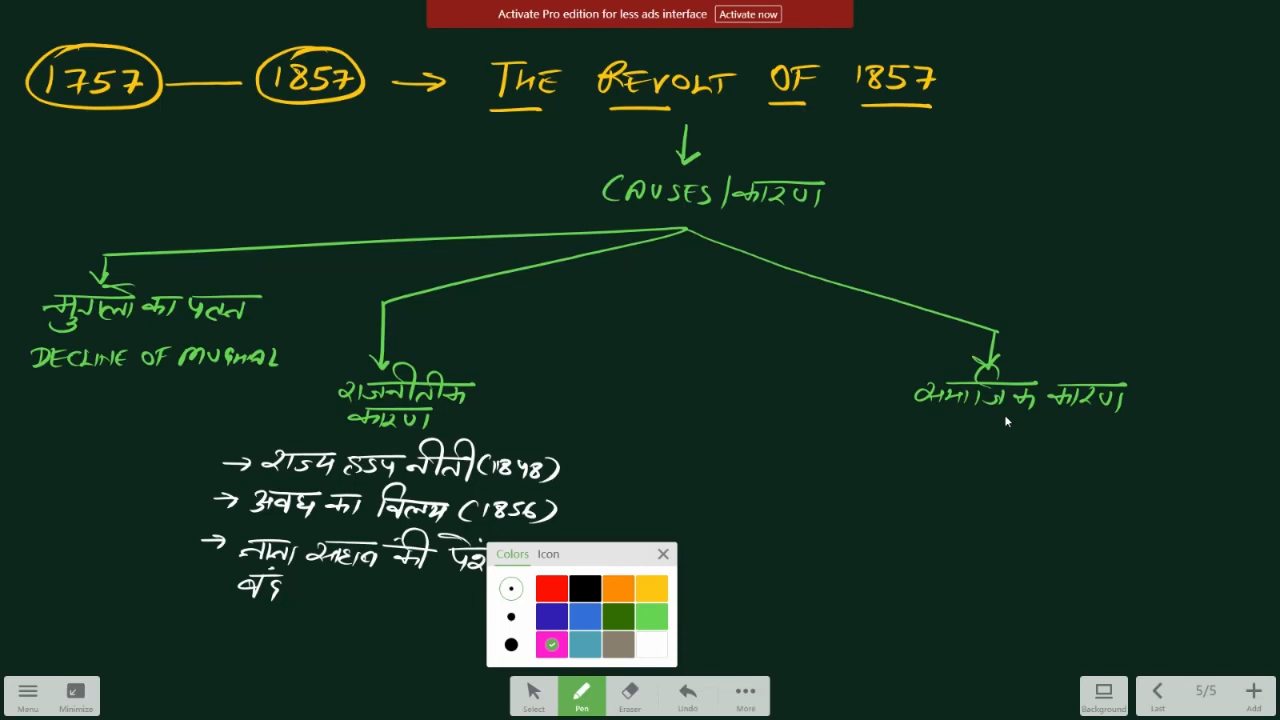 Activate Pro edition for less ads interface Activate now
1757 — 1857 → THE REVOLT OF 1857
CAUSES/कारण
मुगलो का पतन
DECLINE OF MUGHAL
राजनीतीक
कारण
समाजिक कारण
→ राज्य हडप नीती (1848)
→ अवध का विलय (1856)
→ नाना साहब की
बंद
Colors Icon
Menu Minimize Select Pen Eraser Undo More Background Last 5/5 Add